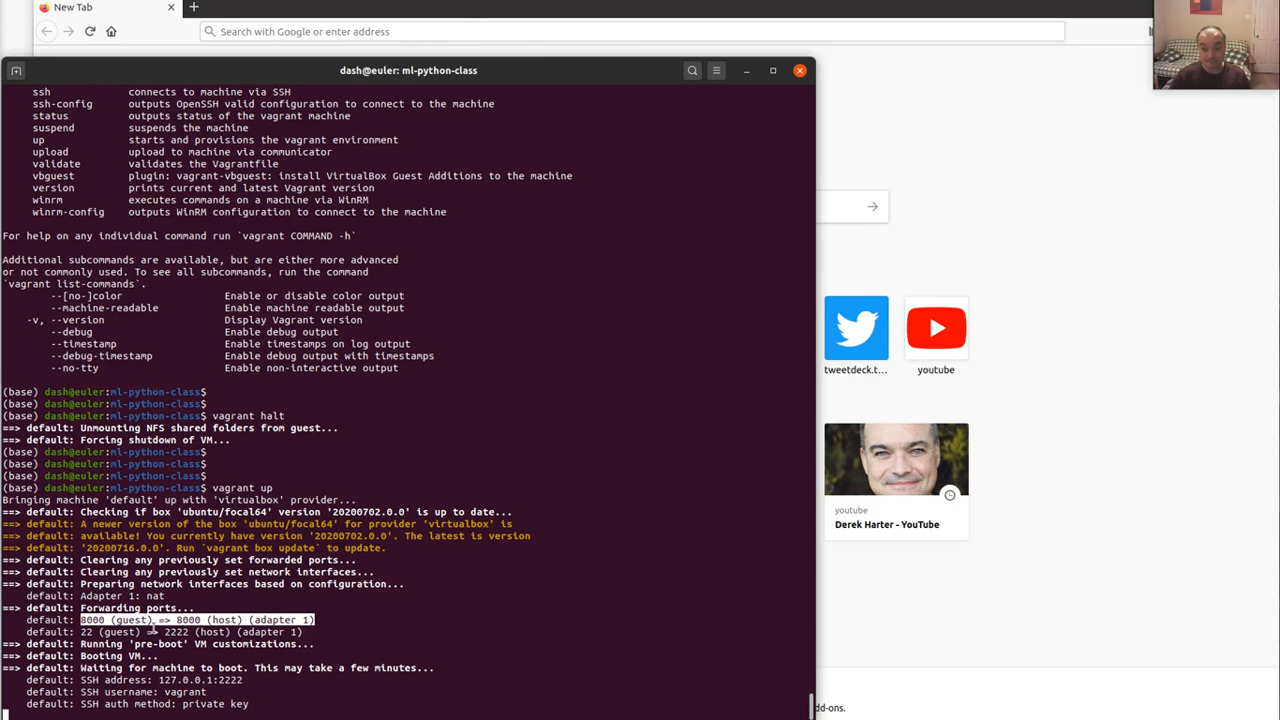 New Tab
Search with Google or enter address
dash@euler: ml-python-class
ssh connects to machine via SSH
ssh-config outputs OpenSSH valid configuration to connect to the machine
status outputs status of the vagrant machine
suspend suspends the machine
up starts and provisions the vagrant environment
upload upload to machine via communicator
validate validates the Vagrantfile
vbguest plugin: vagrant-vbguest: install VirtualBox Guest Additions to the machine
version prints current and latest Vagrant version
winrm executes commands on a machine via WinRM
winrm-config outputs WinRM configuration to connect to the machine
For help on any individual command run `vagrant COMMAND -h`
Additional subcommands are available, but are either more advanced
or not commonly used. To see all subcommands, run the command
`vagrant list-commands`.
--[no-]color Enable or disable color output
--machine-readable Enable machine readable output
-v, --version Display Vagrant version
--debug Enable debug output
--timestamp Enable timestamps on log output
--debug-timestamp Enable debug output with timestamps
--no-tty Enable non-interactive output
(base) dash@euler:ml-python-class$
(base) dash@euler:ml-python-class$
(base) dash@euler:ml-python-class$ vagrant halt
==> default: Unmounting NFS shared folders from guest...
==> default: Forcing shutdown of VM...
(base) dash@euler:ml-python-class$
(base) dash@euler:ml-python-class$
(base) dash@euler:ml-python-class$
(base) dash@euler:ml-python-class$ vagrant up
Bringing machine 'default' up with 'virtualbox' provider...
==> default: Checking if box 'ubuntu/focal64' version '20200702.0.0' is up to date...
==> default: A newer version of the box 'ubuntu/focal64' for provider 'virtualbox' is
==> default: available! You currently have version '20200702.0.0'. The latest is version
==> default: '20200716.0.0'. Run `vagrant box update` to update.
==> default: Clearing any previously set forwarded ports...
==> default: Clearing any previously set network interfaces...
==> default: Preparing network interfaces based on configuration...
default: Adapter 1: nat
==> default: Forwarding ports...
default: 8000 (guest) => 8000 (host) (adapter 1)
default: 22 (guest) => 2222 (host) (adapter 1)
==> default: Running 'pre-boot' VM customizations...
==> default: Booting VM...
==> default: Waiting for machine to boot. This may take a few minutes...
default: SSH address: 127.0.0.1:2222
default: SSH username: vagrant
default: SSH auth method: private key
tweetdeck.t...
youtube
youtube
Derek Harter - YouTube
dd-ons.